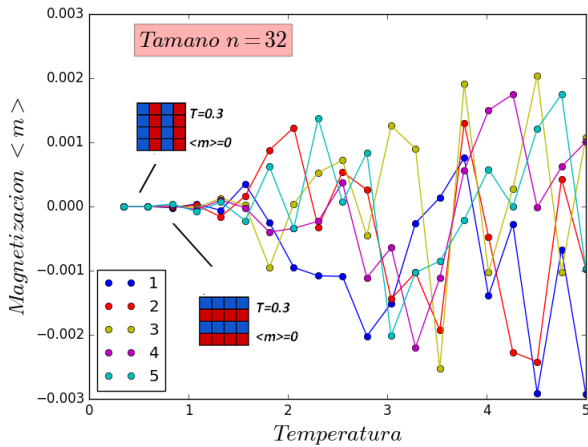 0.003
Tamano n = 32
0.002
T=0.3
<m>=0
0.001
0.000
Magnetizacion < m >
−0.001
1
2
3
4
5
T=0.3
<m>=0
−0.002
−0.003
0 1 2 3 4 5
Temperatura